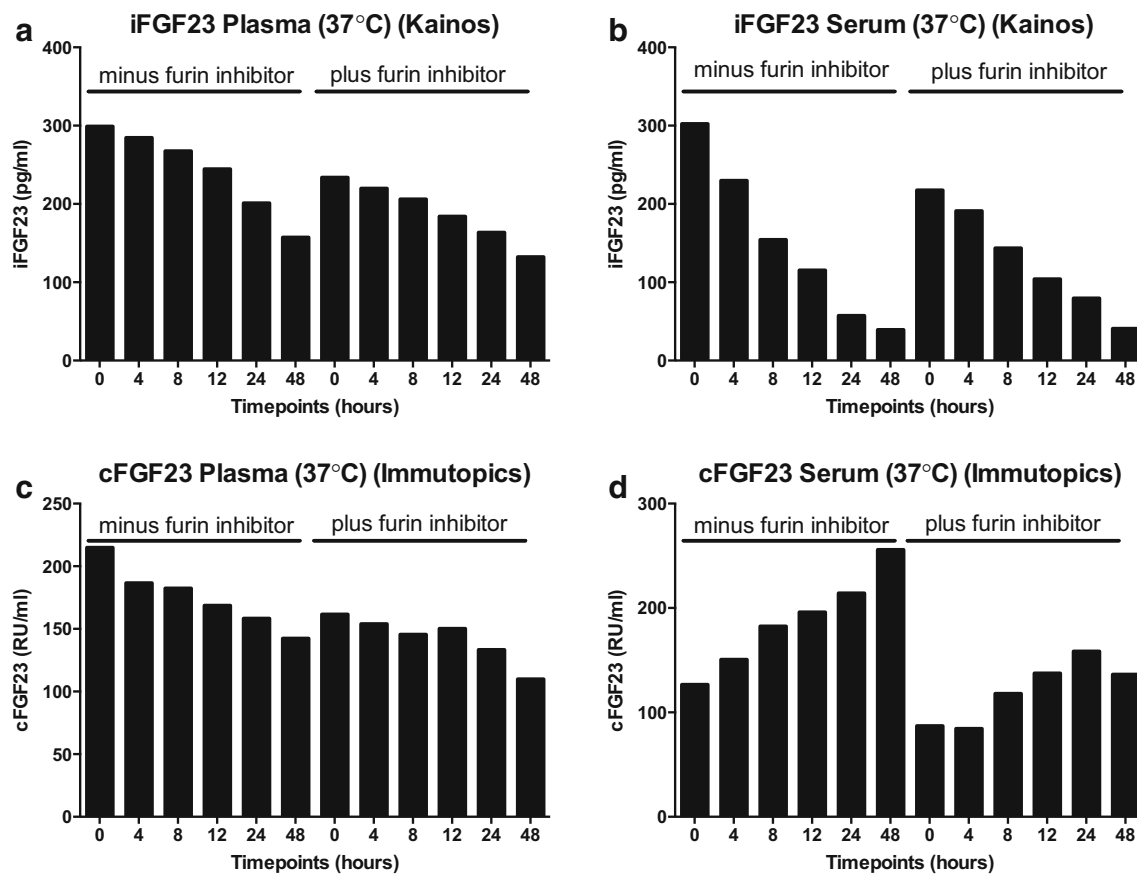 a
iFGF23 Plasma (37°C) (Kainos)
minus furin inhibitor
plus furin inhibitor
iFGF23 (pg/ml)
400
300
200
100
0
0 4 8 12 24 48 0 4 8 12 24 48
Timepoints (hours)
b
iFGF23 Serum (37°C) (Kainos)
minus furin inhibitor
plus furin inhibitor
iFGF23 (pg/ml)
400
300
200
100
0
0 4 8 12 24 48 0 4 8 12 24 48
Timepoints (hours)
c
cFGF23 Plasma (37°C) (Immutopics)
minus furin inhibitor
plus furin inhibitor
cFGF23 (RU/ml)
250
200
150
100
50
0
0 4 8 12 24 48 0 4 8 12 24 48
Timepoints (hours)
d
cFGF23 Serum (37°C) (Immutopics)
minus furin inhibitor
plus furin inhibitor
cFGF23 (RU/ml)
300
200
100
0
0 4 8 12 24 48 0 4 8 12 24 48
Timepoints (hours)